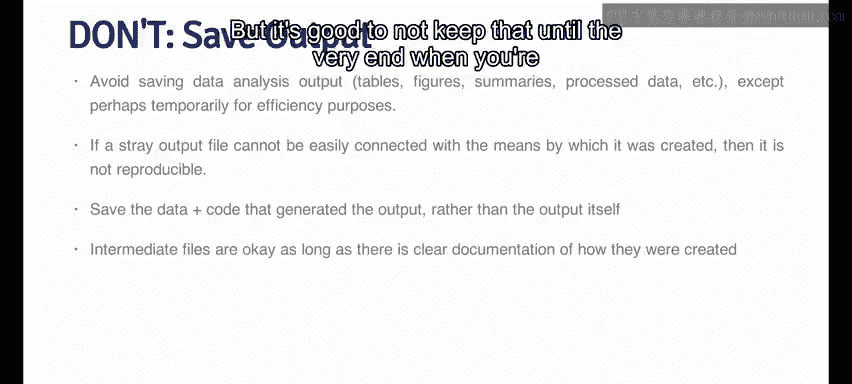 DON'T: Save Output
But it's good to not keep that until the
very end when you're
· Avoid saving data analysis output (tables, figures, summaries, processed data, etc.), except
perhaps temporarily for efficiency purposes.
· If a stray output file cannot be easily connected with the means by which it was created, then it is
not reproducible.
· Save the data + code that generated the output, rather than the output itself
· Intermediate files are okay as long as there is clear documentation of how they were created